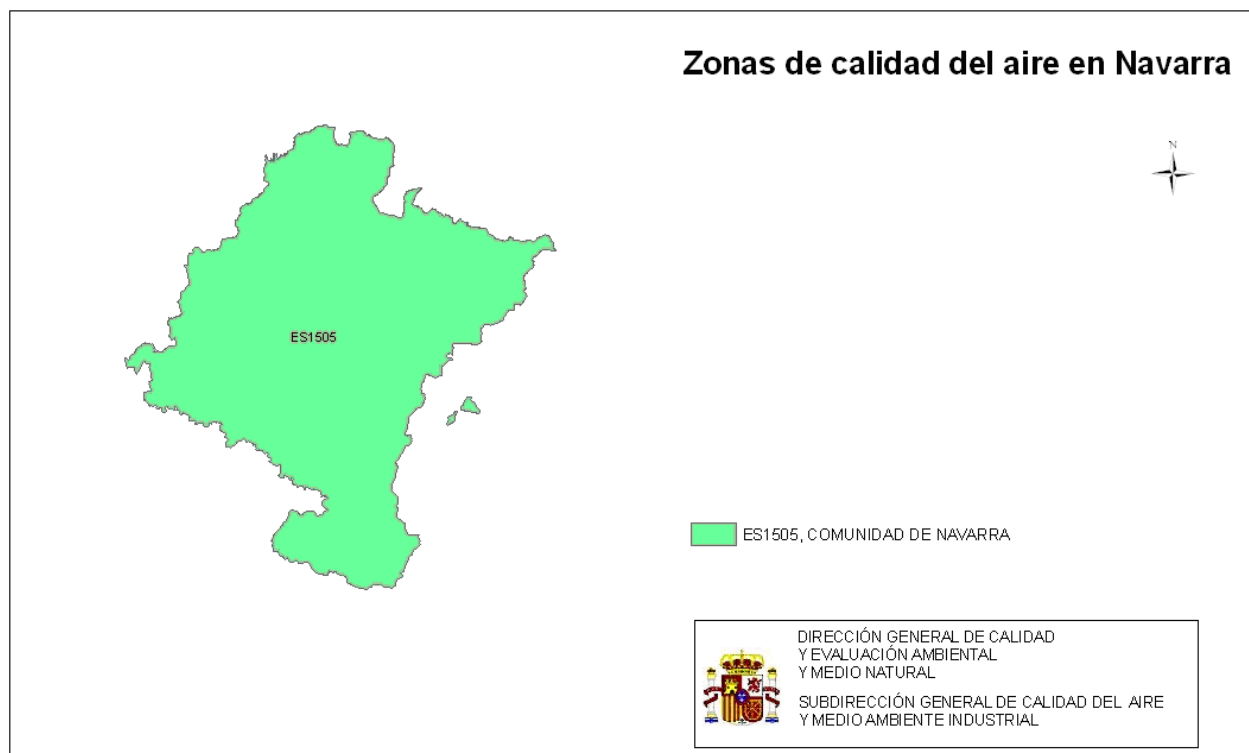 Zonas de calidad del aire en Navarra
N
ES1505
ES1505, COMUNIDAD DE NAVARRA
DIRECCIÓN GENERAL DE CALIDAD
Y EVALUACIÓN AMBIENTAL
Y MEDIO NATURAL
SUBDIRECCIÓN GENERAL DE CALIDAD DEL AIRE
Y MEDIO AMBIENTE INDUSTRIAL